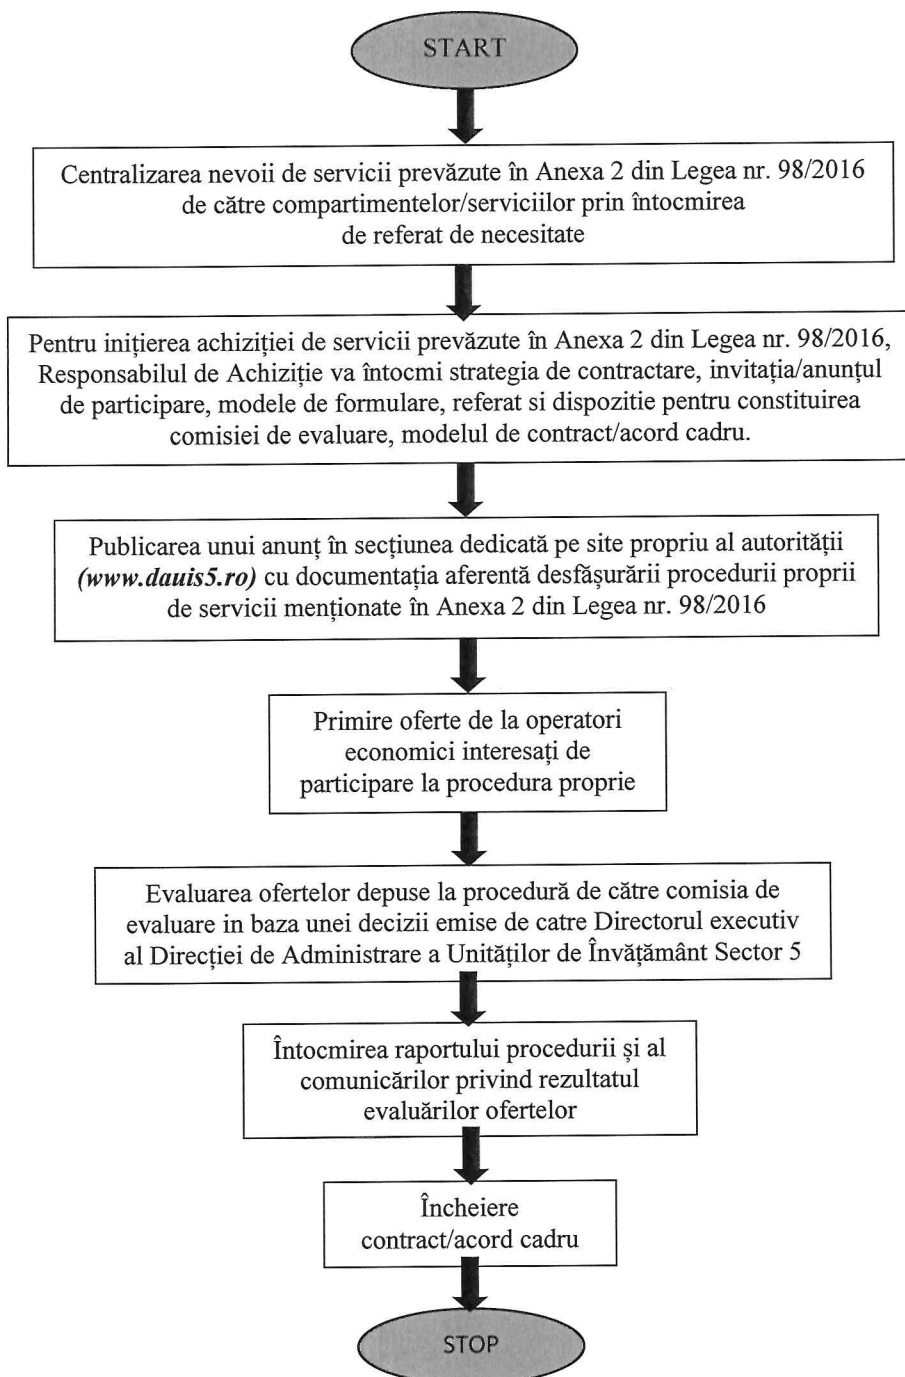 START
Centralizarea nevoii de servicii prevăzute în Anexa 2 din Legea nr. 98/2016
de către compartimentelor/serviciilor prin întocmirea
de referat de necesitate
Pentru inițierea achiziției de servicii prevăzute în Anexa 2 din Legea nr. 98/2016,
Responsabilul de Achiziție va întocmi strategia de contractare, invitația/anunțul
de participare, modele de formulare, referat si dispozitie pentru constituirea
comisiei de evaluare, modelul de contract/acord cadru.
Publicarea unui anunț în secțiunea dedicată pe site propriu al autorității
(www.dauis5.ro) cu documentația aferentă desfășurării procedurii proprii
de servicii menționate în Anexa 2 din Legea nr. 98/2016
Primire oferte de la operatori
economici interesați de
participare la procedura proprie
Evaluarea ofertelor depuse la procedură de către comisia de
evaluare in baza unei decizii emise de catre Directorul executiv
al Direcției de Administrare a Unităților de Învățământ Sector 5
Întocmirea raportului procedurii și al
comunicărilor privind rezultatul
evaluărilor ofertelor
Încheiere
contract/acord cadru
STOP